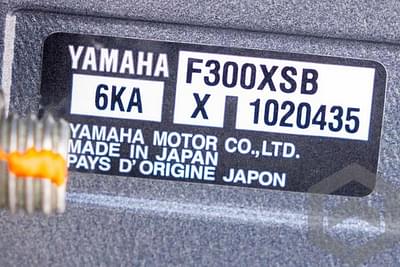 YAMAHA F300XSB
6KA X 1020435
YAMAHA MOTOR CO.,LTD.
MADE IN JAPAN
PAYS D'ORIGINE JAPON